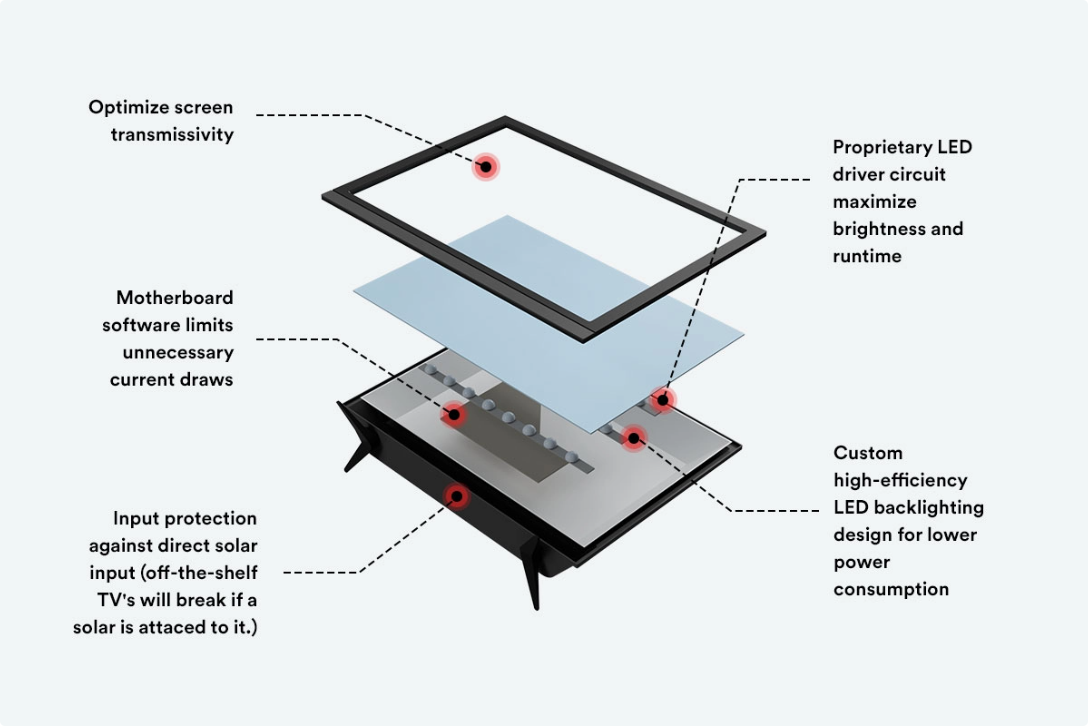 Optimize screen
transmissivity
Proprietary LED
driver circuit
maximize
brightness and
runtime
Motherboard
software limits
unnecessary
current draws
Custom
high-efficiency
LED backlighting
design for lower
power
consumption
Input protection
against direct solar
input (off-the-shelf
TV's will break if a
solar is attaced to it.)